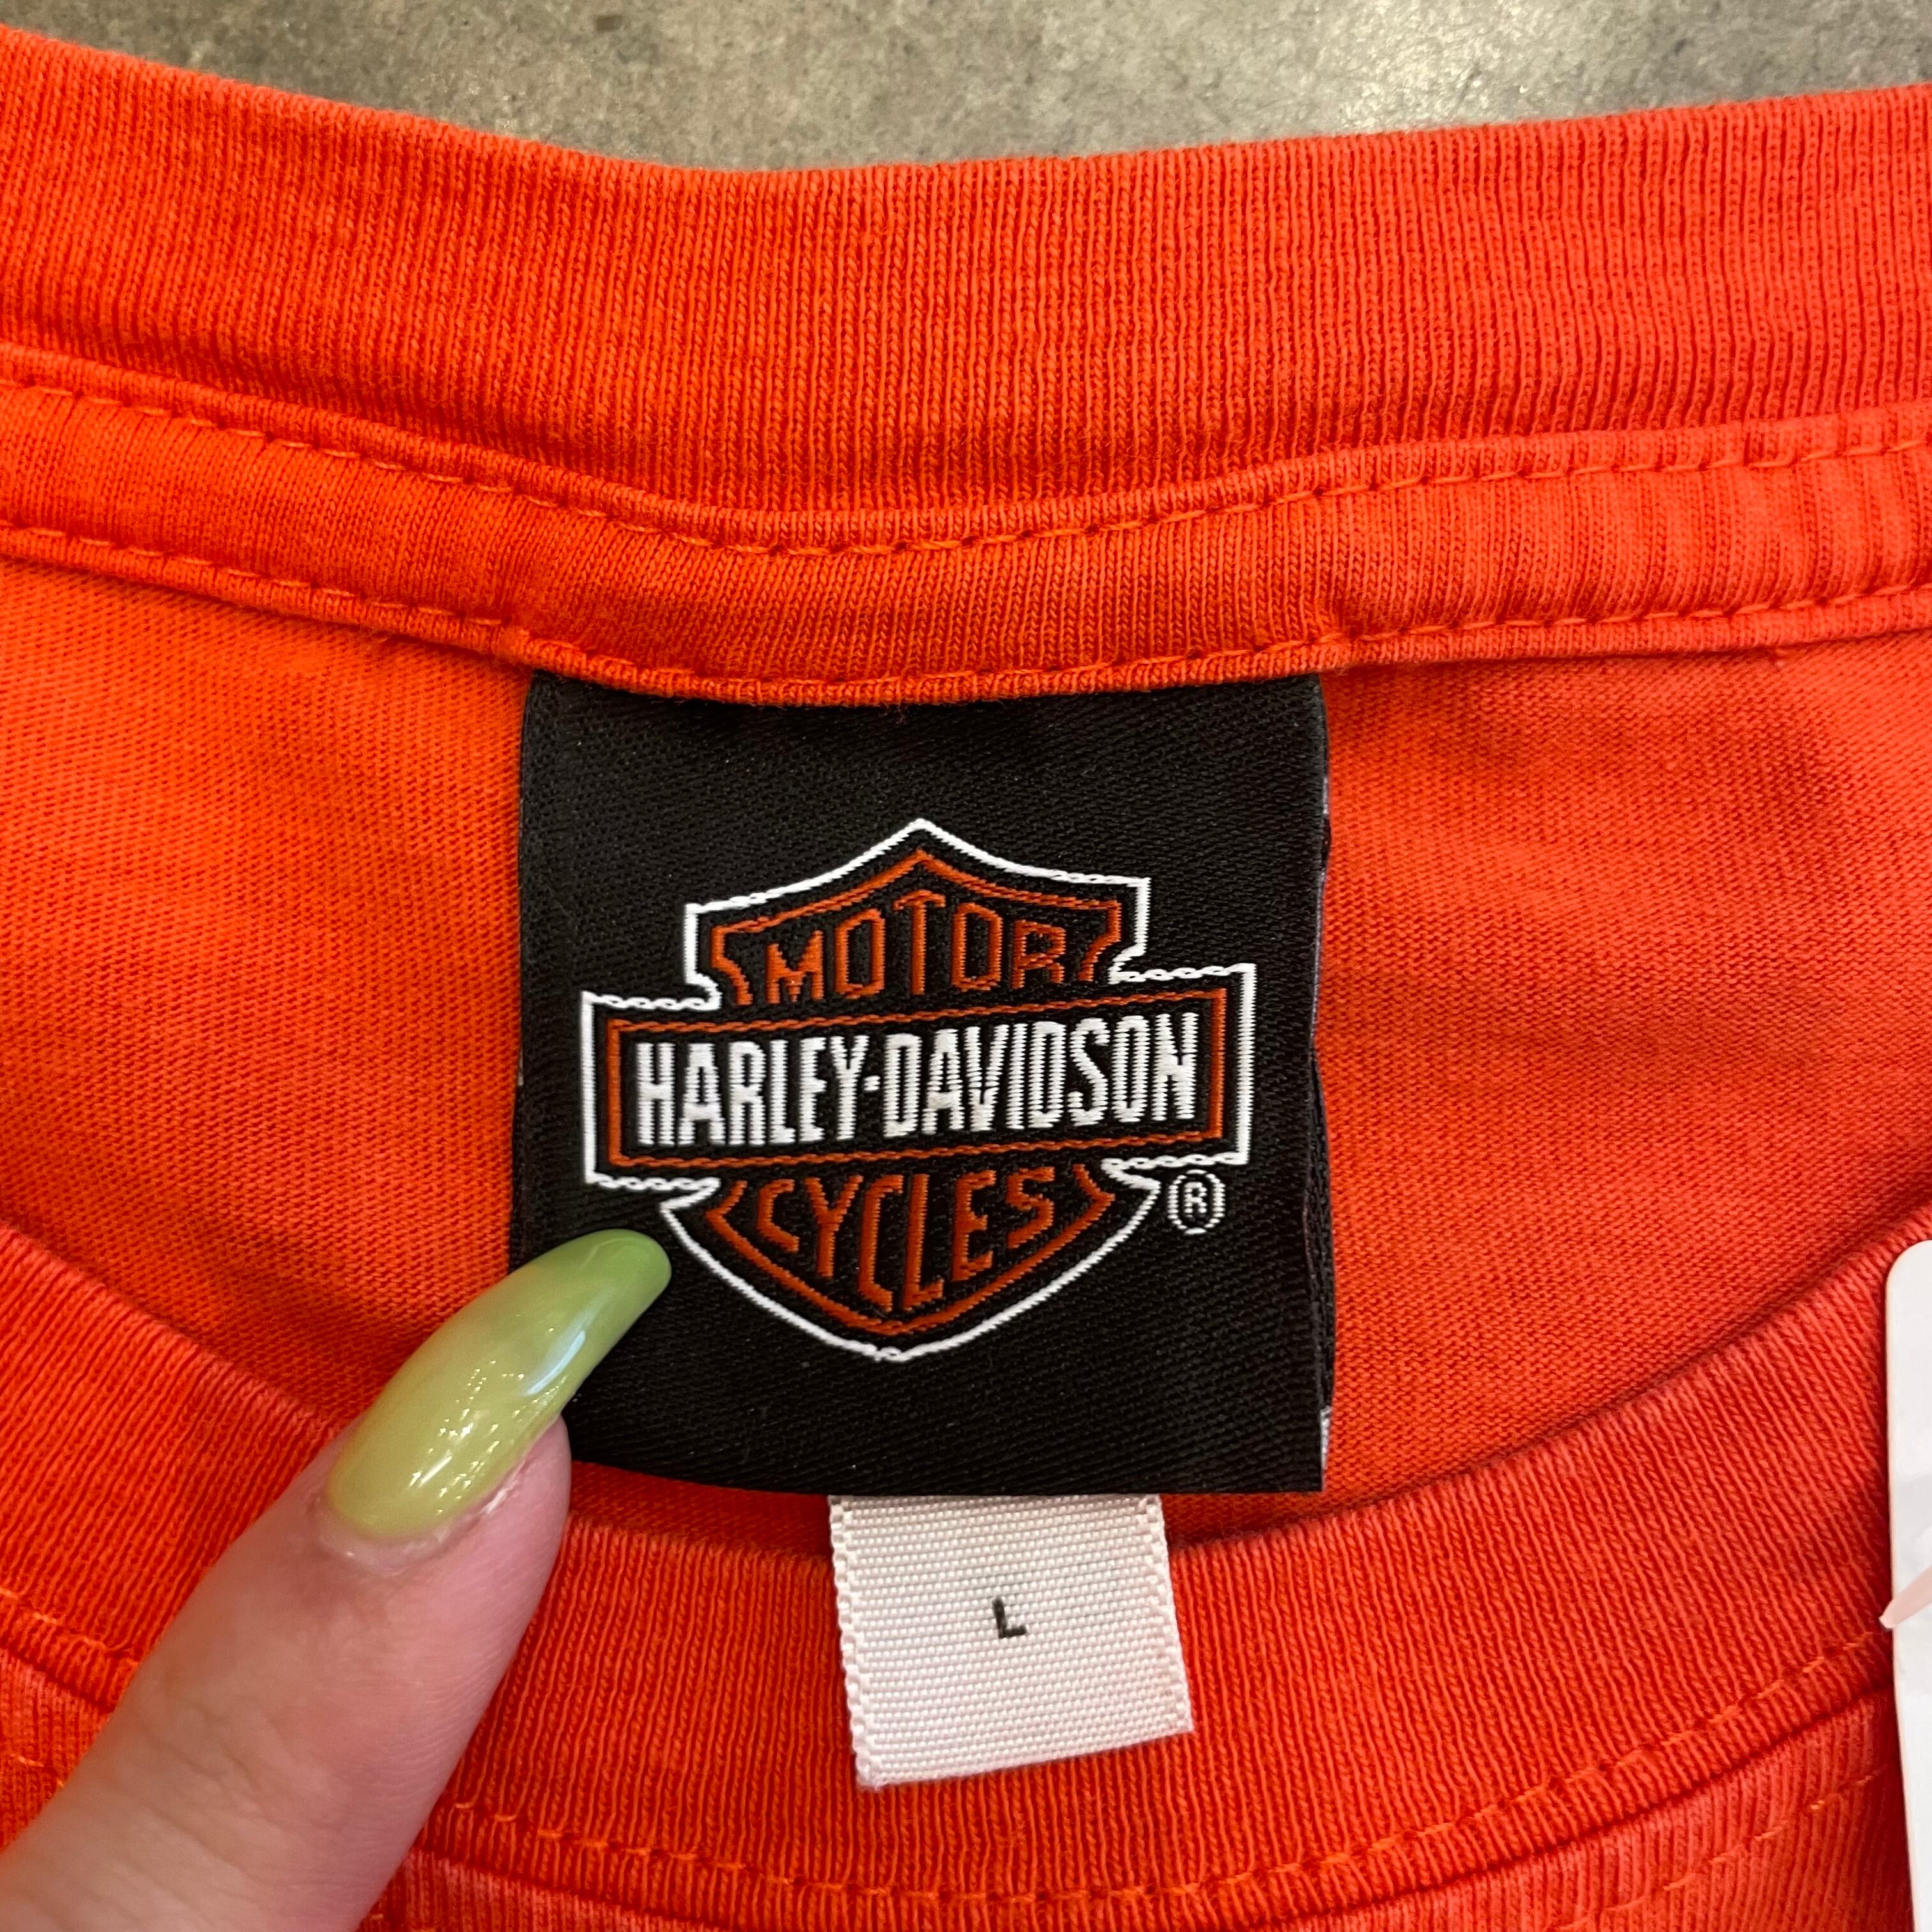 MOTOR
HARLEY-DAVIDSON
CYCLES
®
L